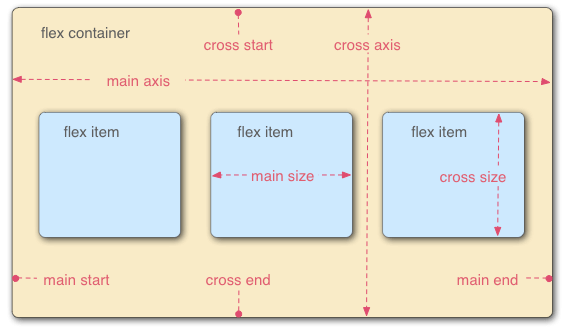 flex container
cross start
cross axis
main axis
flex item
flex item
flex item
main size
cross size
main start
cross end
main end